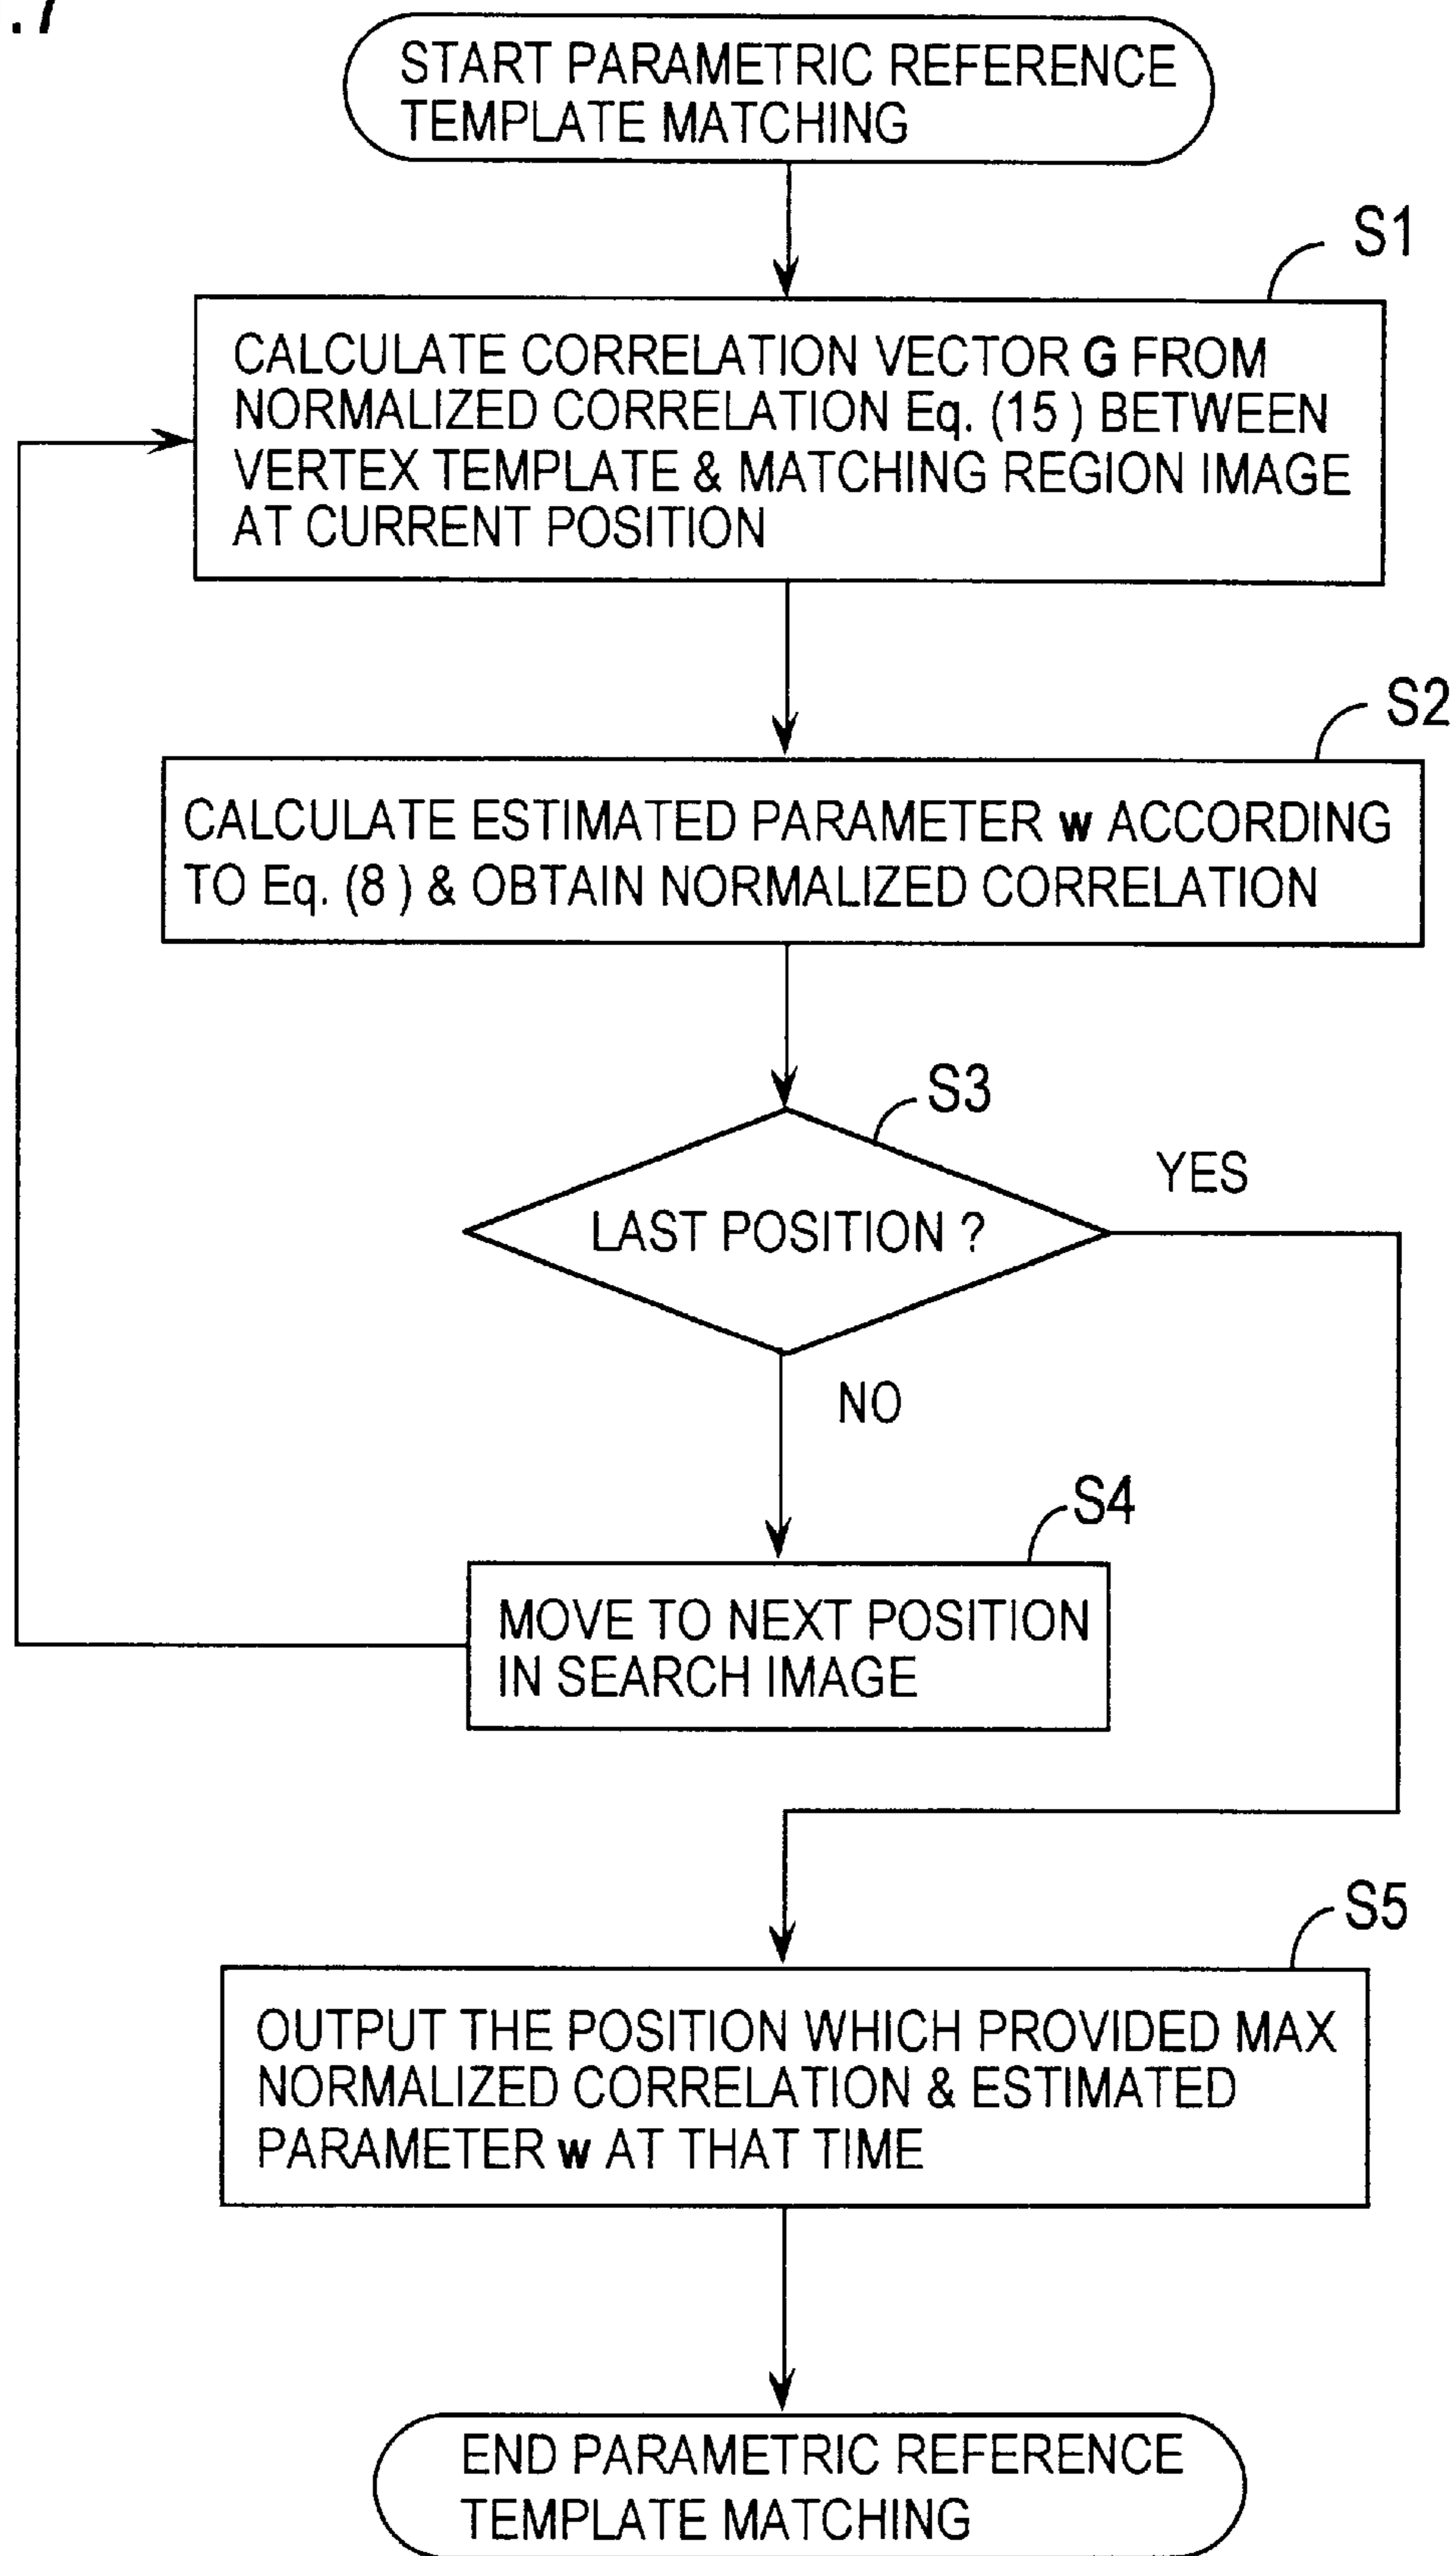 .7
START PARAMETRIC REFERENCE
TEMPLATE MATCHING
S1
CALCULATE CORRELATION VECTOR G FROM
NORMALIZED CORRELATION Eq. (15 ) BETWEEN
VERTEX TEMPLATE & MATCHING REGION IMAGE
AT CURRENT POSITION
S2
CALCULATE ESTIMATED PARAMETER w ACCORDING
TO Eq. (8 ) & OBTAIN NORMALIZED CORRELATION
S3
YES
LAST POSITION ?
NO
S4
MOVE TO NEXT POSITION
IN SEARCH IMAGE
S5
OUTPUT THE POSITION WHICH PROVIDED MAX
NORMALIZED CORRELATION & ESTIMATED
PARAMETER w AT THAT TIME
END PARAMETRIC REFERENCE
TEMPLATE MATCHING